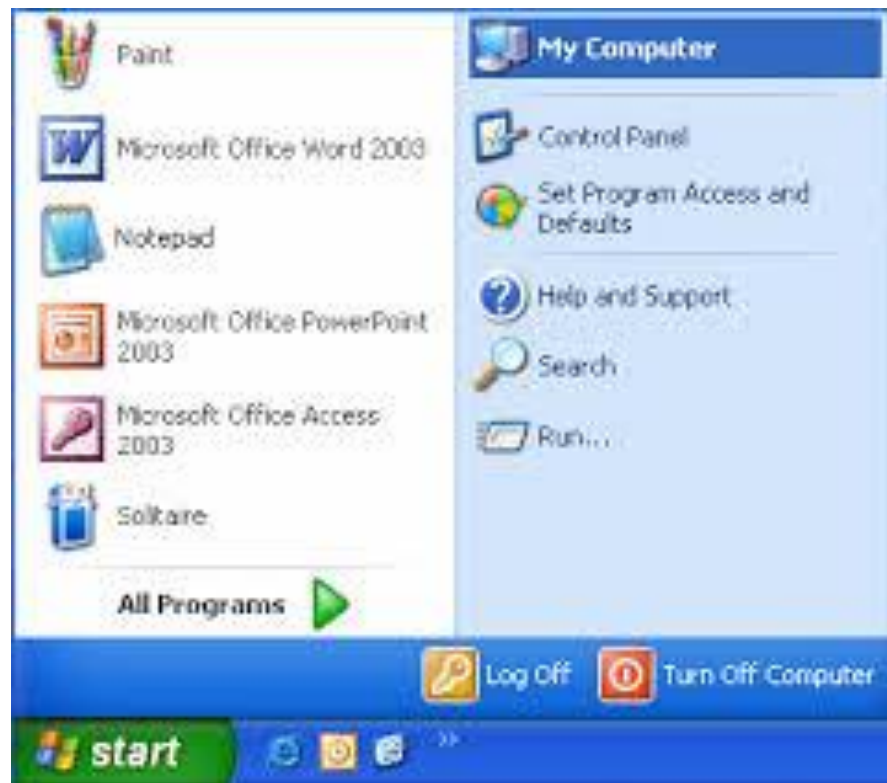 Paint
Microsoft Office Word 2003
Notepad
Microsoft Office PowerPoint
2003
Microsoft Office Access
2003
Solitaire
All Programs
My Computer
Control Panel
Set Program Access and
Defaults
Help and Support
Search
Run...
Log Off
Turn Off Computer
start